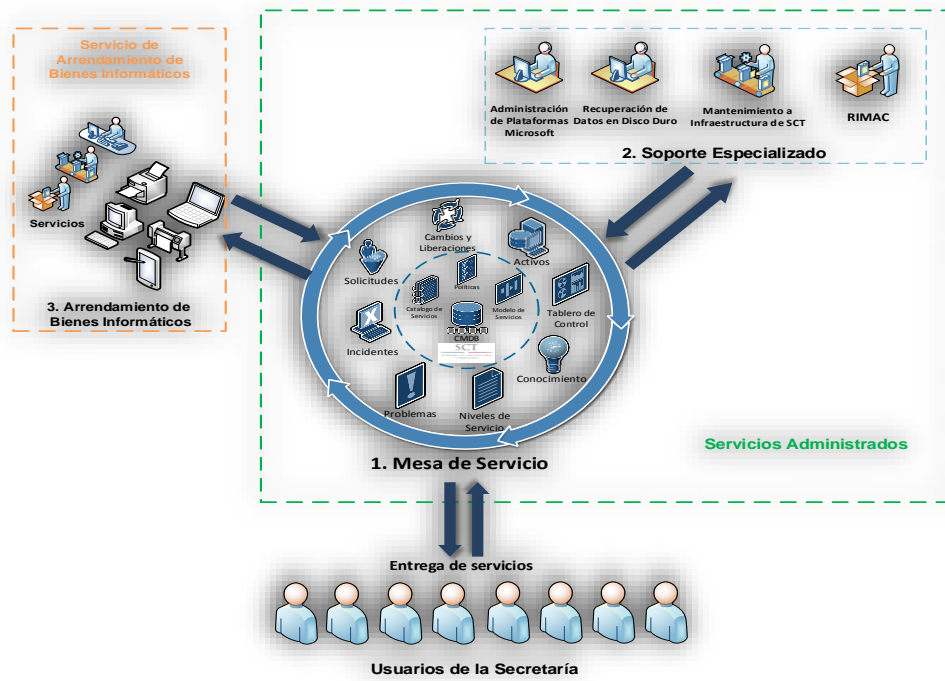 Servicio de
Arrendamiento de
Bienes Informáticos
Servicios
3. Arrendamiento de
Bienes Informáticos
Administración
de Plataformas
Microsoft
Recuperación de
Datos en Disco Duro
Mantenimiento a
Infraestructura de SCT
RIMAC
2. Soporte Especializado
Cambios y
Liberaciones
Activos
Solicitudes
Políticas
Catalogo de
Servicios
Modelo de
Servicios
Tablero de
Control
CMDB
SCT
Incidentes
Conocimiento
Problemas
Niveles de
Servicio
1. Mesa de Servicio
Servicios Administrados
Entrega de servicios
Usuarios de la Secretaría